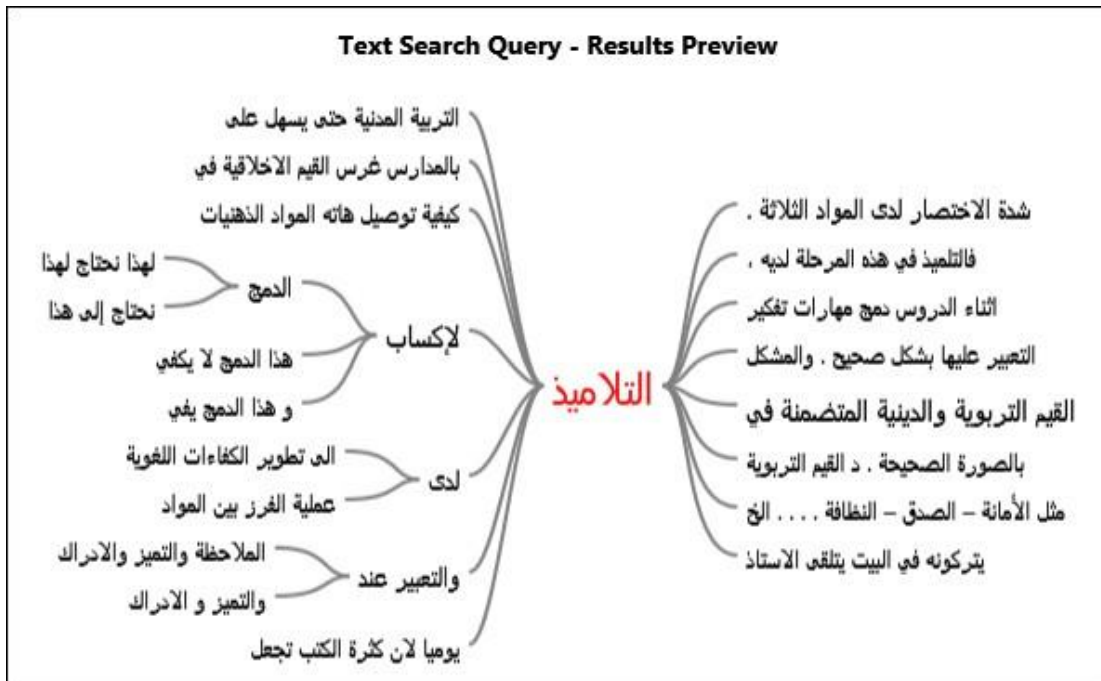 Text Search Query - Results Preview
التربية المدنية حتى يسهل على
بالمدارس غرس القيم الاخلاقية في
كيفية توصيل هاته المواد الذهنيات
لهذا نحتاج لهذا
نحتاج إلى هذا
الدمج
هذا الدمج لا يكفي
و هذا الدمج يفي
لإكساب
الى تطوير الكفاءات اللغوية
عملية الفرز بين المواد
لدى
الملاحظة والتميز والادراك
والتميز و الادراك
والتعبير عند
يوميا لان كثرة الكتب تجعل
التلاميذ
شدة الاختصار لدى المواد الثلاثة .
فالتلميذ في هذه المرحلة لديه .
اثناء الدروس دمج مهارات تفكير
التعبير عليها بشكل صحيح . والمشكل
القيم التربوية والدينية المتضمنة في
بالصورة الصحيحة . د القيم التربوية
مثل الأمانة – الصدق – النظافة . . . . الخ
يتركونه في البيت يتلقى الاستاذ